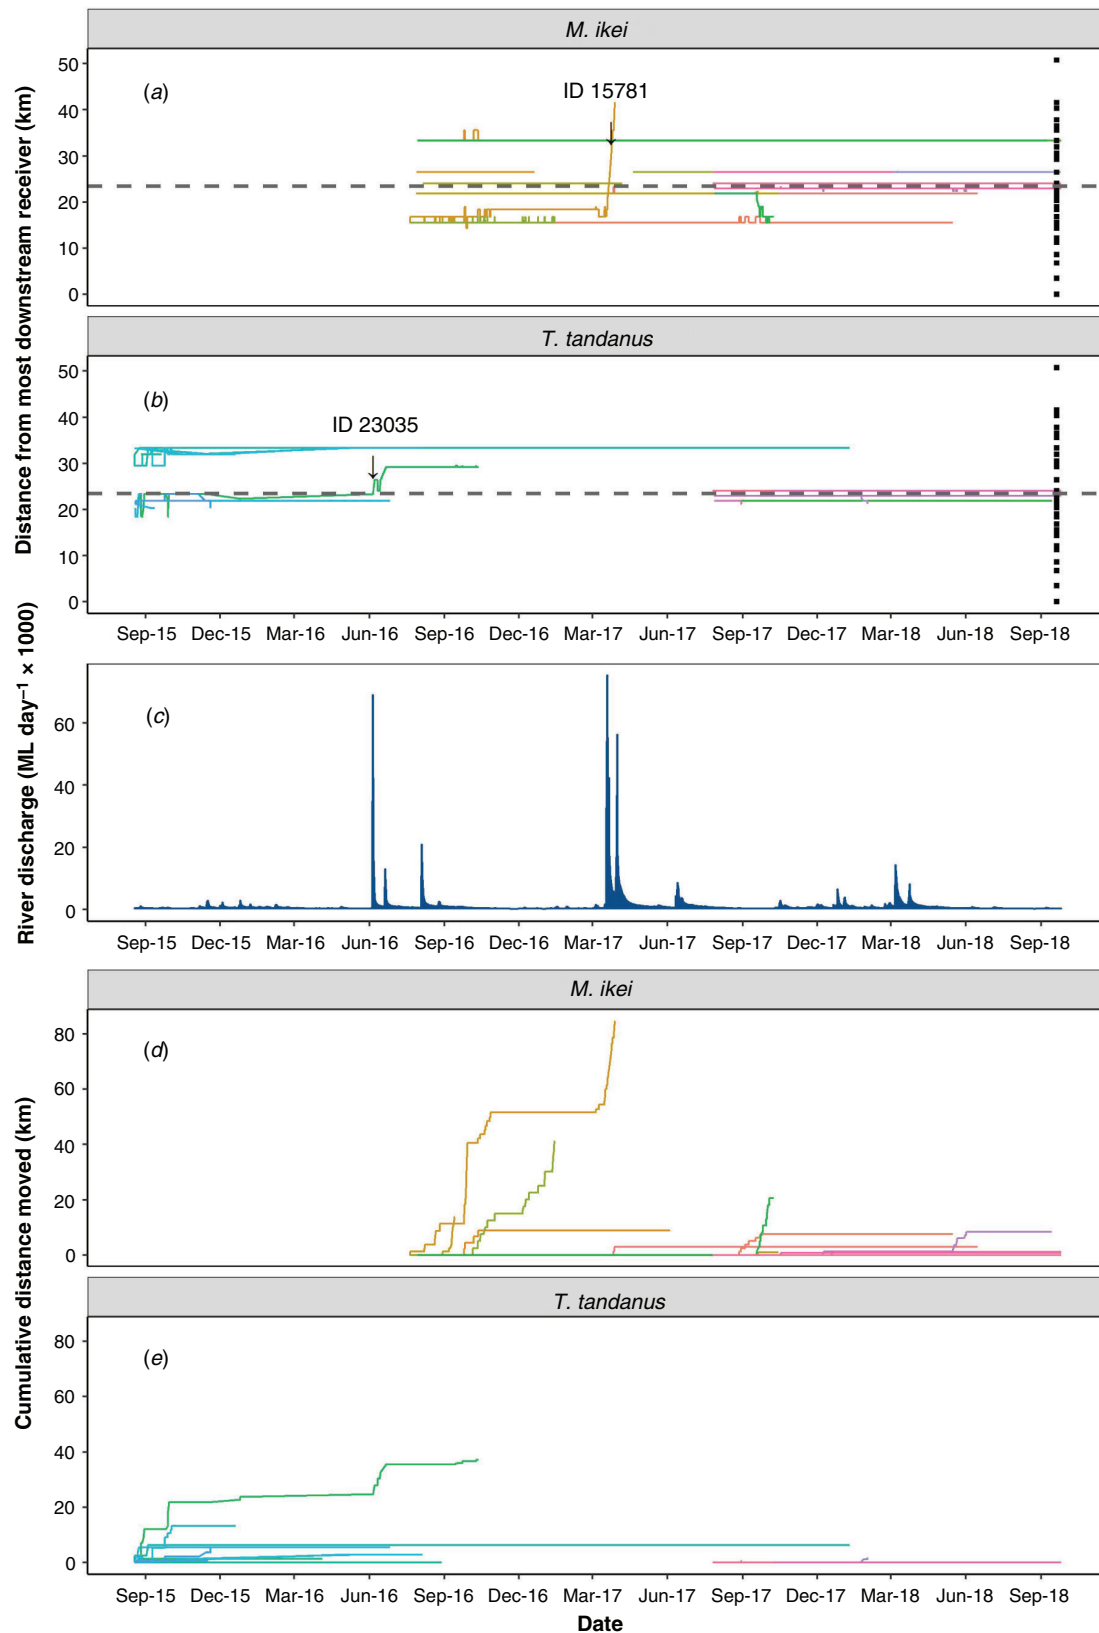 M. ikei
Distance from most downstream receiver (km)
50
40
30
20
10
0
(a)
ID 15781
T. tandanus
50
40
30
20
10
0
(b)
ID 23035
Sep-15 Dec-15 Mar-16 Jun-16 Sep-16 Dec-16 Mar-17 Jun-17 Sep-17 Dec-17 Mar-18 Jun-18 Sep-18
River discharge (ML day–1 × 1000)
60
40
20
0
(c)
Sep-15 Dec-15 Mar-16 Jun-16 Sep-16 Dec-16 Mar-17 Jun-17 Sep-17 Dec-17 Mar-18 Jun-18 Sep-18
M. ikei
Cumulative distance moved (km)
80
60
40
20
0
(d)
T. tandanus
80
60
40
20
0
(e)
Sep-15 Dec-15 Mar-16 Jun-16 Sep-16 Dec-16 Mar-17 Jun-17 Sep-17 Dec-17 Mar-18 Jun-18 Sep-18
Date